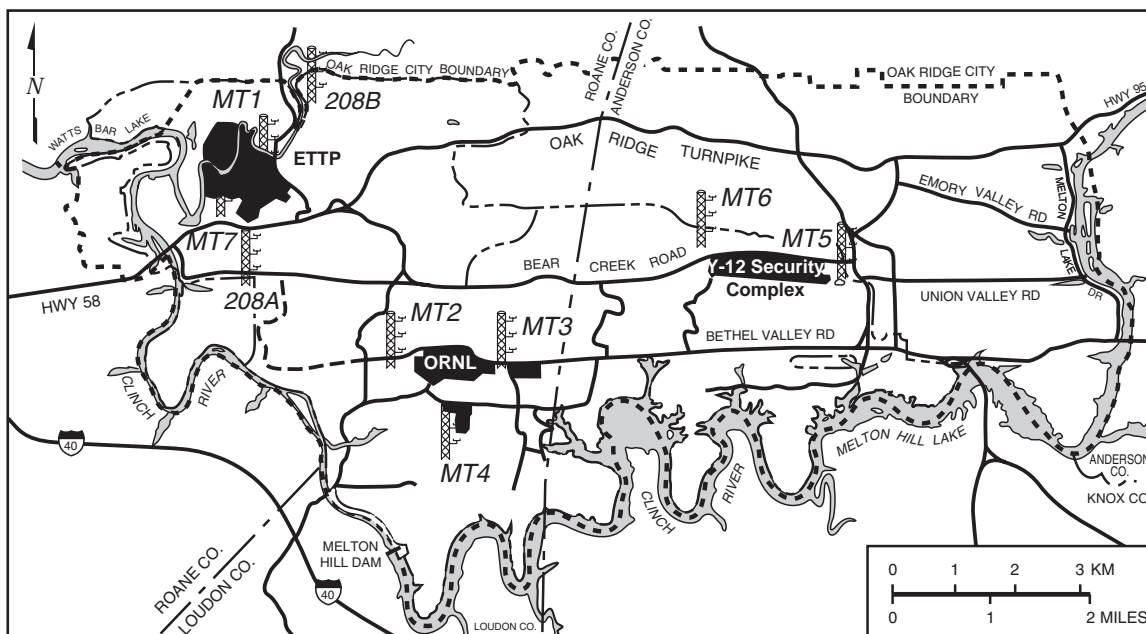 N
WATTS BAR LAKE
MT1
208B
OAK RIDGE CITY BOUNDARY
ROANE CO.
ANDERSON CO.
OAK RIDGE CITY
BOUNDARY
HWY 95
ETTP
OAK RIDGE TURNPIKE
EMORY VALLEY RD
MELTON LAKE DR
MT6
MT7
MT5
BEAR CREEK ROAD
Y-12 Security
Complex
HWY 58
208A
UNION VALLEY RD
MT2
MT3
BETHEL VALLEY RD
ORNL
CLINCH RIVER
40
MT4
CLINCH RIVER
MELTON HILL LAKE
ANDERSON
CO.
KNOX CO.
MELTON
HILL DAM
ROANE CO.
LOUDON CO.
40
LOUDON CO.
0 1 2 3 KM
0 1 2 MILES